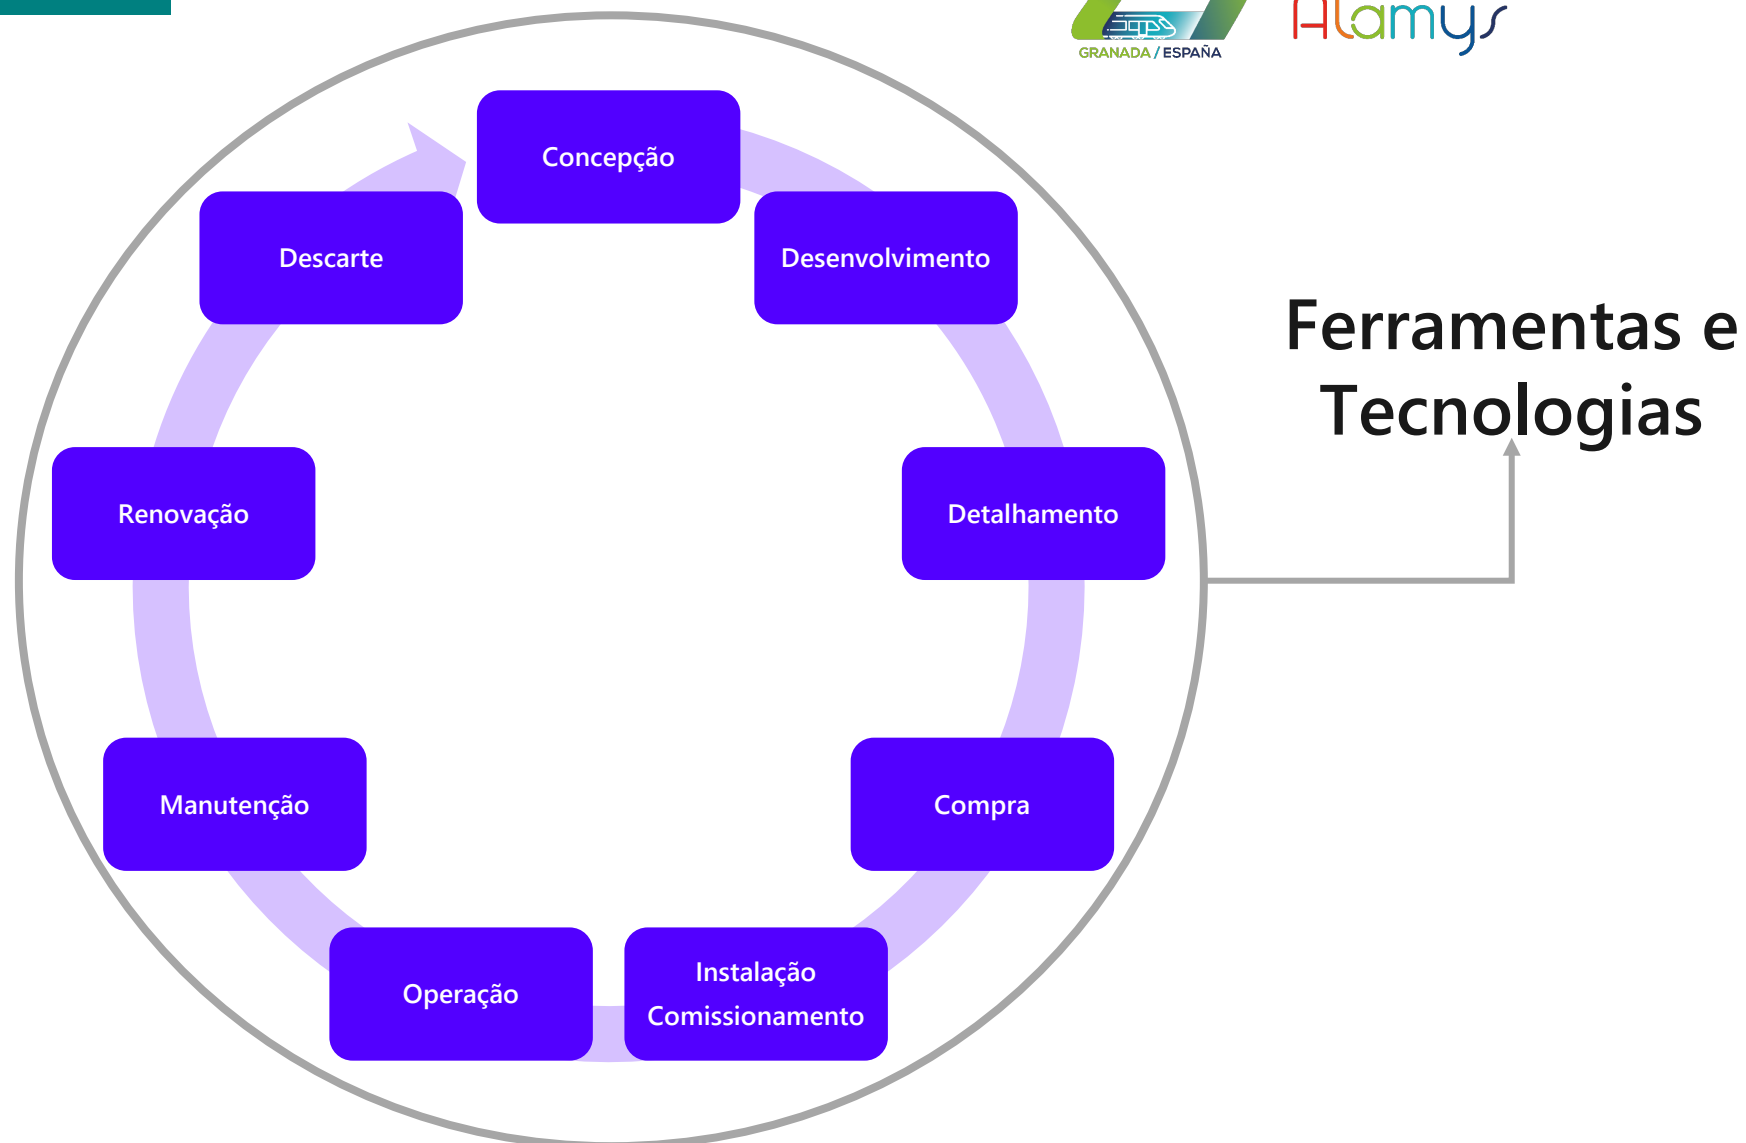 GRANADA / ESPAÑA
Alamys
Concepção
Desenvolvimento
Detalhamento
Compra
Instalação
Comissionamento
Operação
Manutenção
Renovação
Descarte
Ferramentas e
Tecnologias